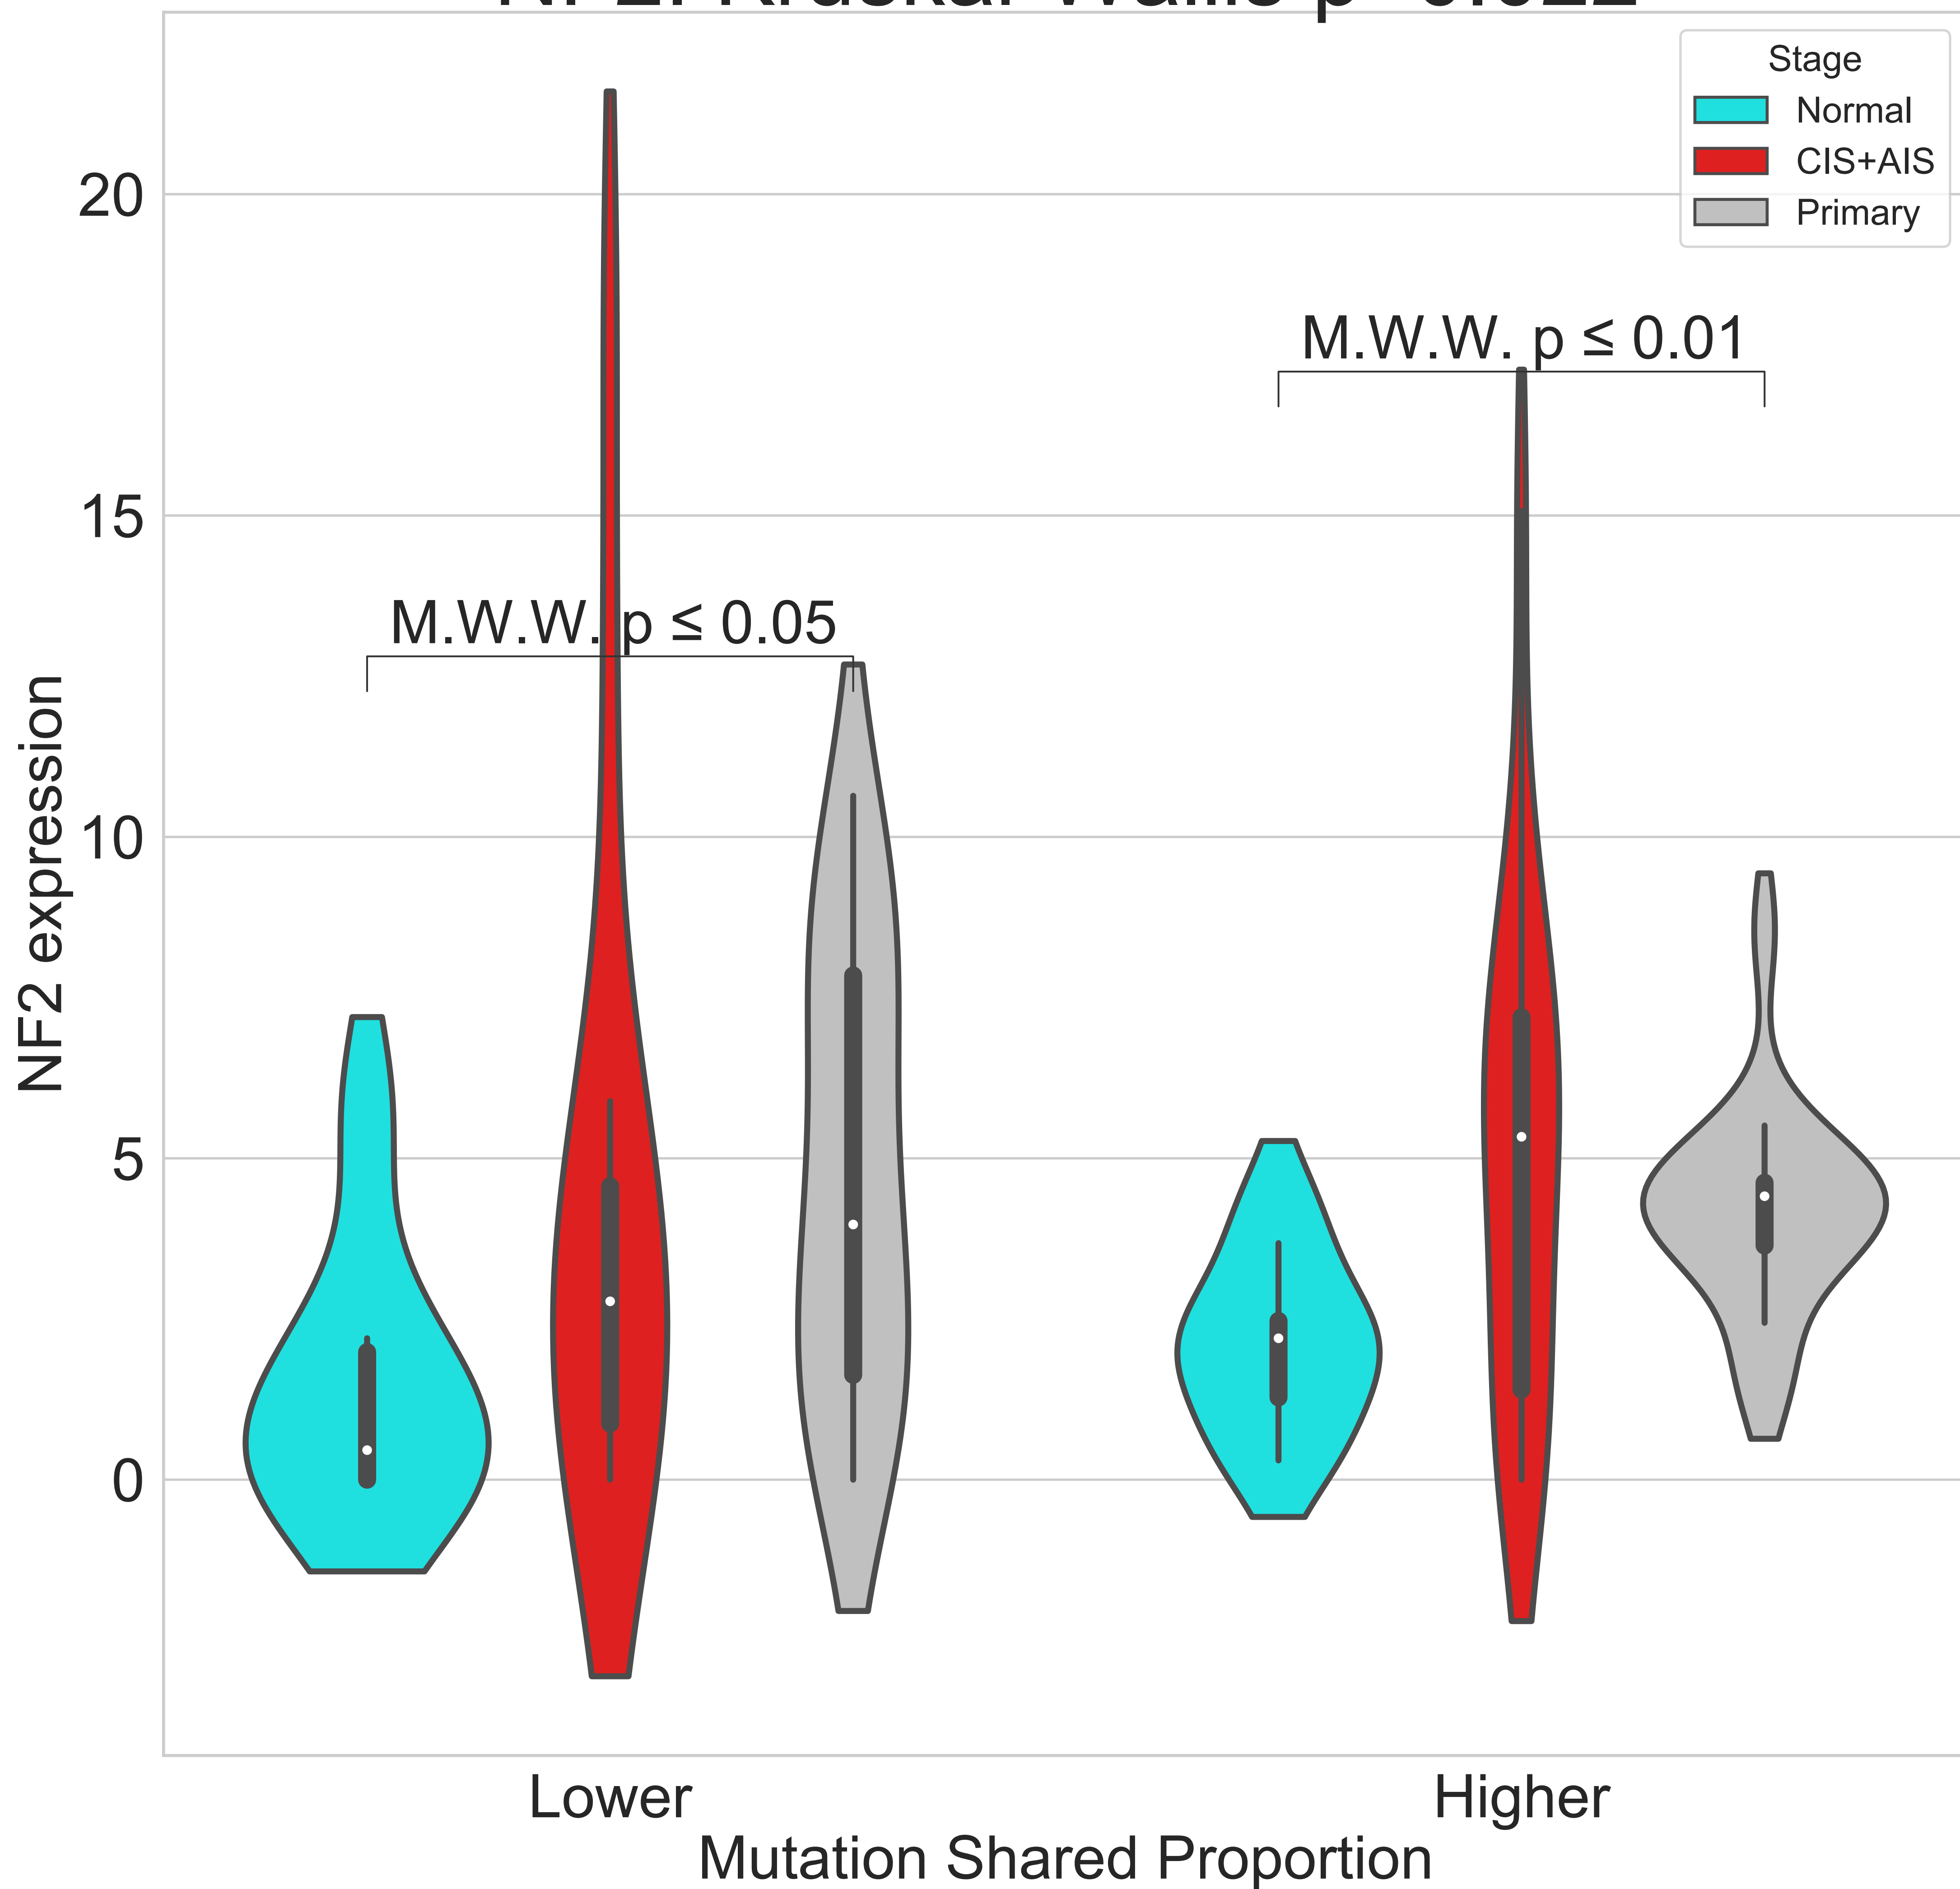 Stage
Normal
CIS+AIS
Primary
M.W.W. p ≤ 0.01
M.W.W. p ≤ 0.05
20
15
10
5
0
NF2 expression
Lower
Higher
Mutation Shared Proportion